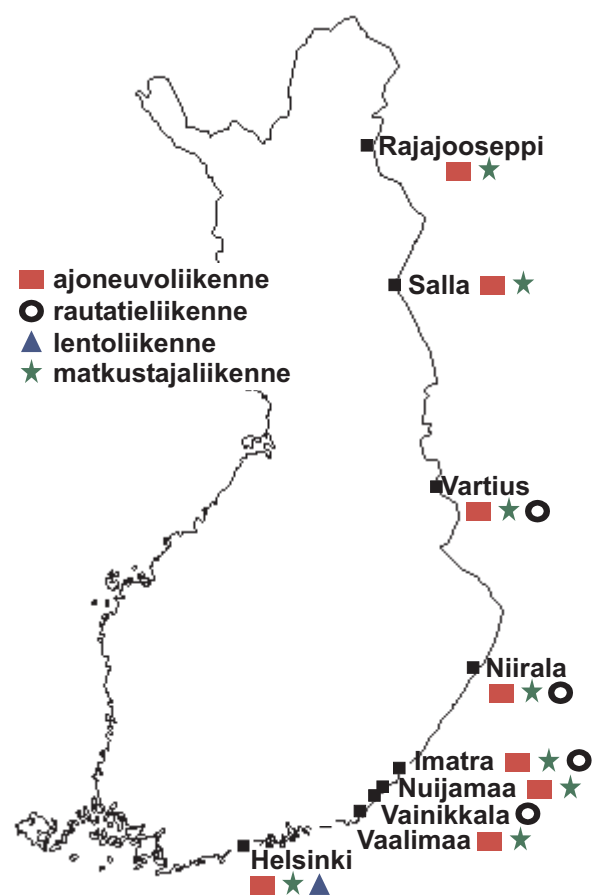 Rajajooseppi
ajoneuvoliikenne
Salla
rautatieliikenne
lentoliikenne
matkustajaliikenne
Vartius
Niirala
Imatra
Nuijamaa
Vainikkala
Vaalimaa
Helsinki